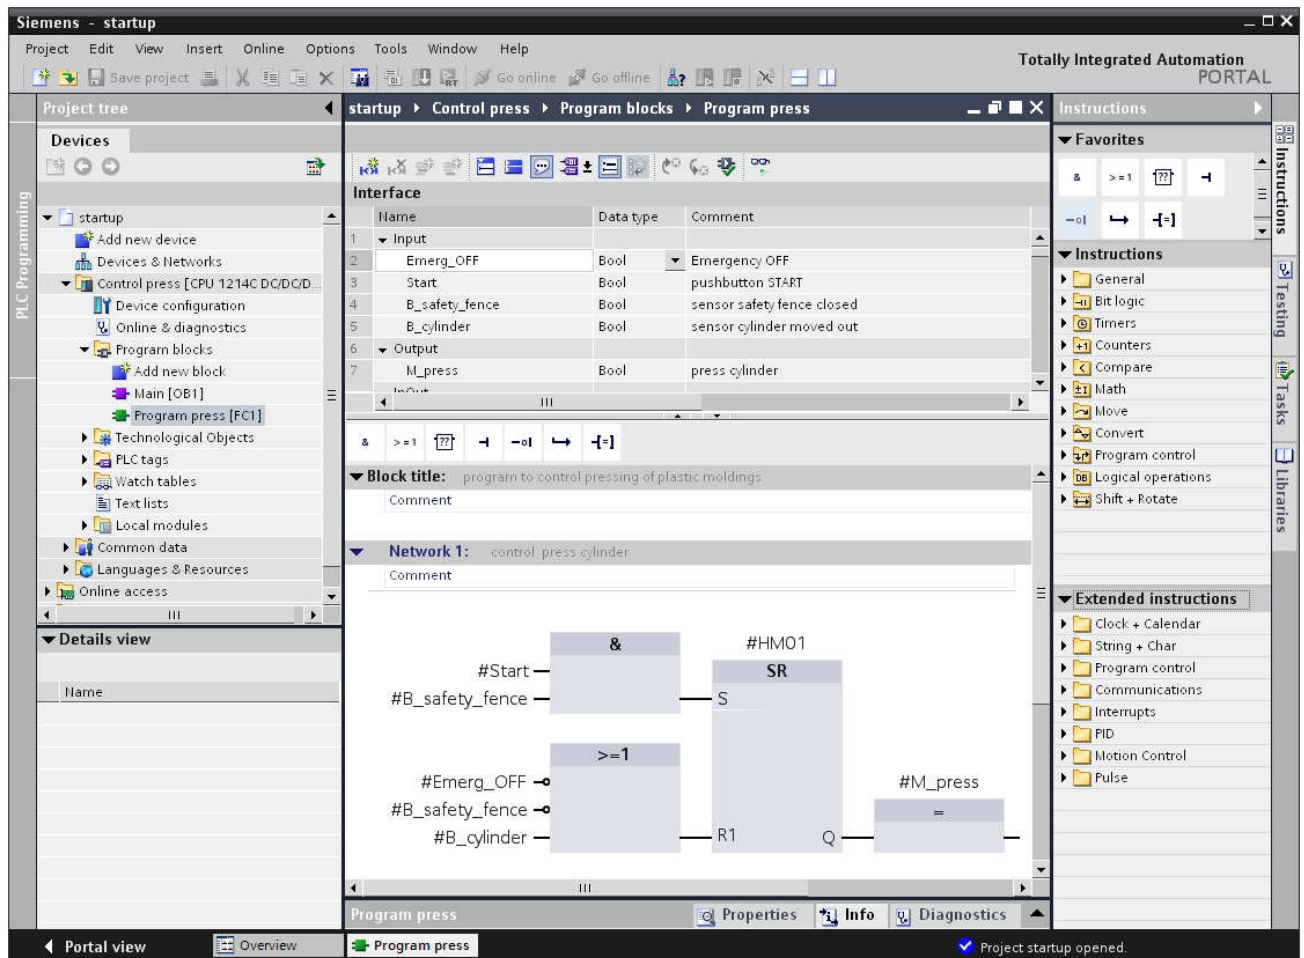 Siemens - startup
Project Edit View Insert Online Options Tools Window Help
Totally Integrated Automation
PORTAL
Save project Go online Go offline
Project tree
Devices
PLC Programming
startup
Add new device
Devices & Networks
Control press [CPU 1214C DC/DC/D...
Device configuration
Online & diagnostics
Program blocks
Add new block
Main [OB1]
Program press [FC1]
Technological Objects
PLC tags
Watch tables
Text lists
Local modules
Common data
Languages & Resources
Online access
Details view
Name
startup Control press Program blocks Program press
Interface
Name Data type Comment
1 Input
2 Emerg_OFF Bool Emergency OFF
3 Start Bool pushbutton START
4 B_safety_fence Bool sensor safety fence closed
5 B_cylinder Bool sensor cylinder moved out
6 Output
7 M_press Bool press cylinder
InOut
& >=1 ?? -o| -[=]
Block title: program to control pressing of plastic moldings
Comment
Network 1: control press cylinder
Comment
& #HM01
#Start SR
#B_safety_fence S
>=1
#Emerg_OFF #M_press
#B_safety_fence =
#B_cylinder R1 Q
Program press Properties Info Diagnostics
Instructions
Favorites
& >=1 ??
-o| -[=]
Instructions
General
Bit logic
Timers
Counters
Compare
Math
Move
Convert
Program control
Logical operations
Shift + Rotate
Extended instructions
Clock + Calendar
String + Char
Program control
Communications
Interrupts
PID
Motion Control
Pulse
Instructions
Testing
Tasks
Libraries
Portal view Overview Program press Project startup opened.